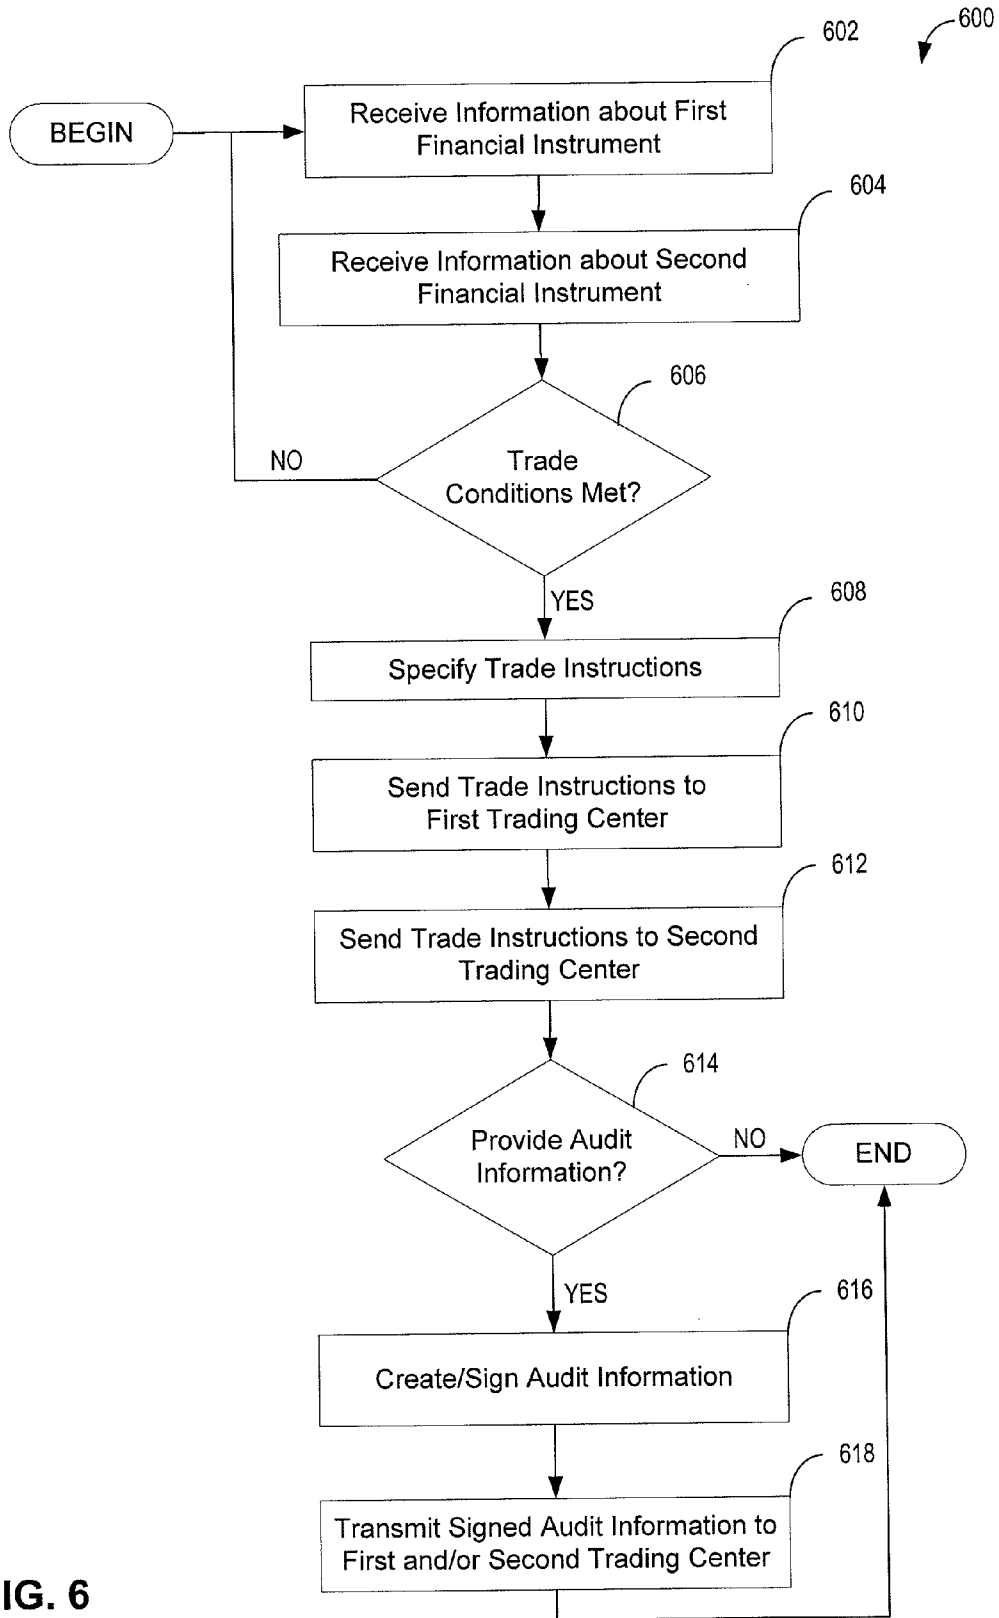 600
602
BEGIN
Receive Information about First
Financial Instrument
604
Receive Information about Second
Financial Instrument
606
Trade
Conditions Met?
NO
YES
608
Specify Trade Instructions
610
Send Trade Instructions to
First Trading Center
612
Send Trade Instructions to Second
Trading Center
614
Provide Audit
Information?
NO
END
YES
616
Create/Sign Audit Information
618
Transmit Signed Audit Information to
First and/or Second Trading Center
IG. 6